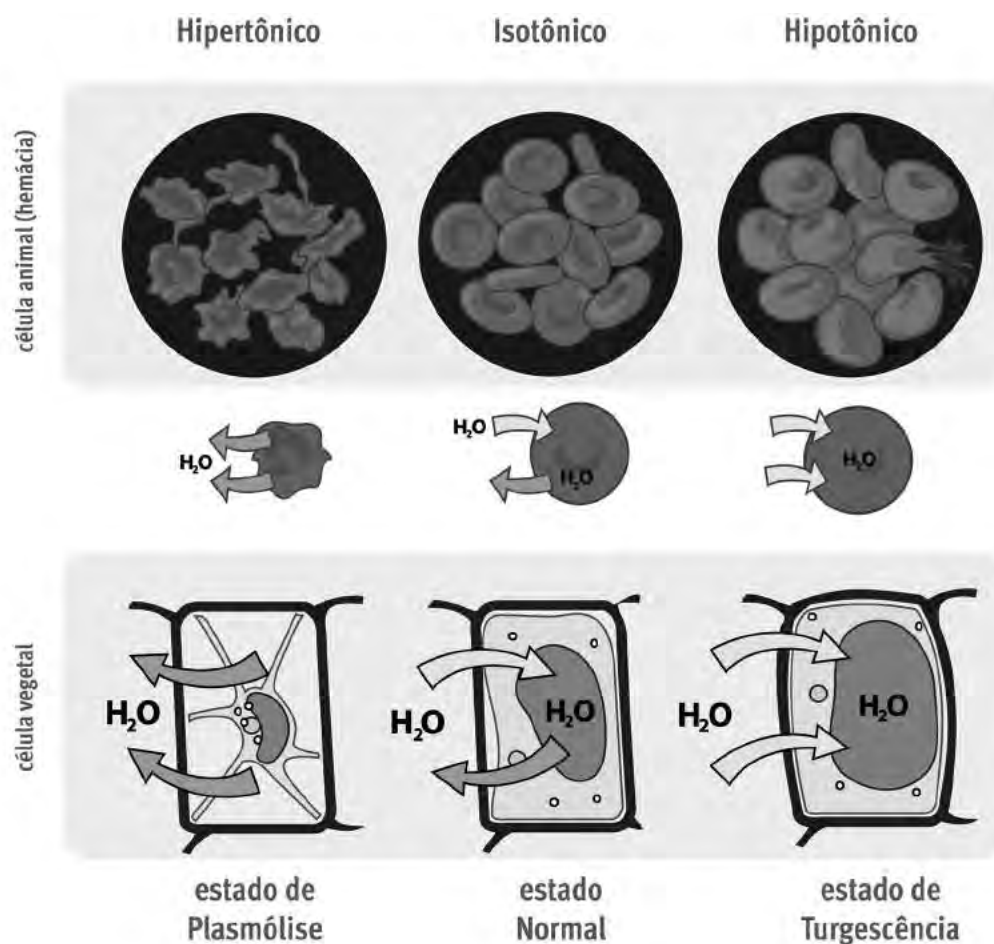 Hipertônico
Isotônico
Hipotônico
célula animal (hemácia)
H₂O
H₂O
H₂O
H₂O
célula vegetal
H₂O
H₂O
H₂O
H₂O
H₂O
estado de
Plasmólise
estado
Normal
estado de
Turgescência